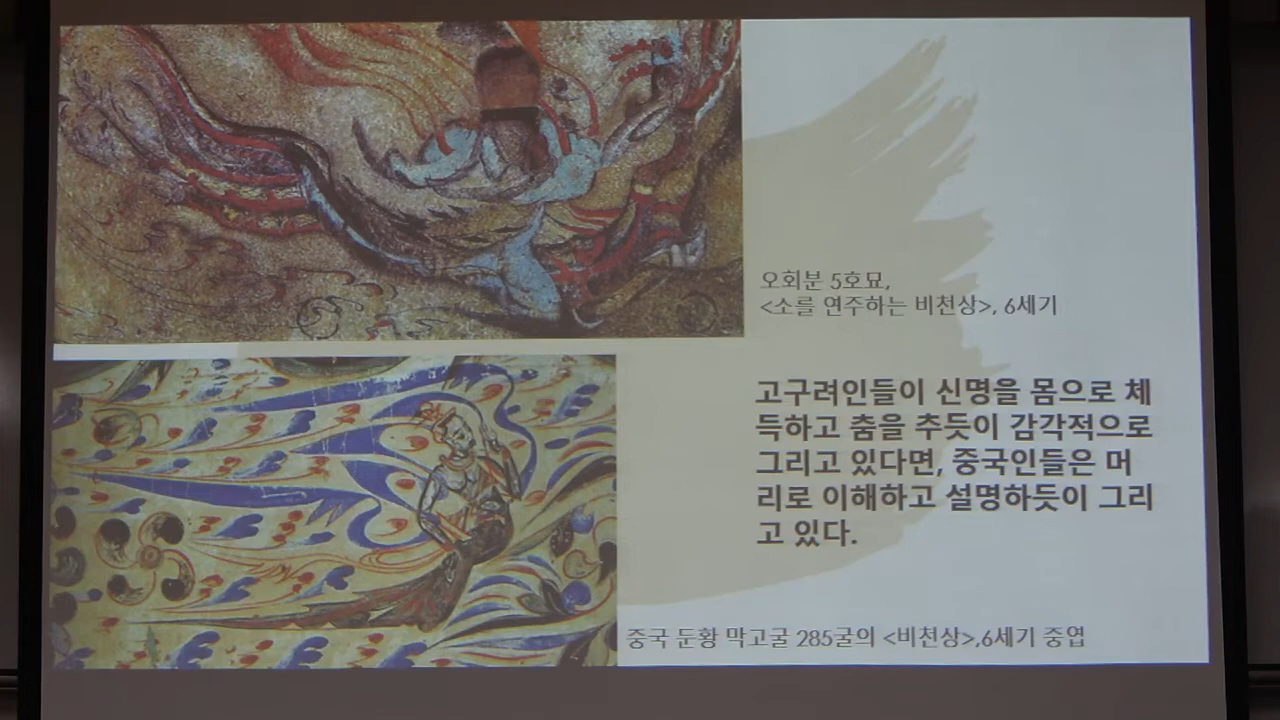 오회분 5호묘,
<소를 연주하는 비천상>, 6세기
고구려인들이 신명을 몸으로 체
득하고 춤을 추듯이 감각적으로
그리고 있다면, 중국인들은 머
리로 이해하고 설명하듯이 그리
고 있다.
중국 둔황 막고굴 285굴의 <비천상>,6세기 중엽